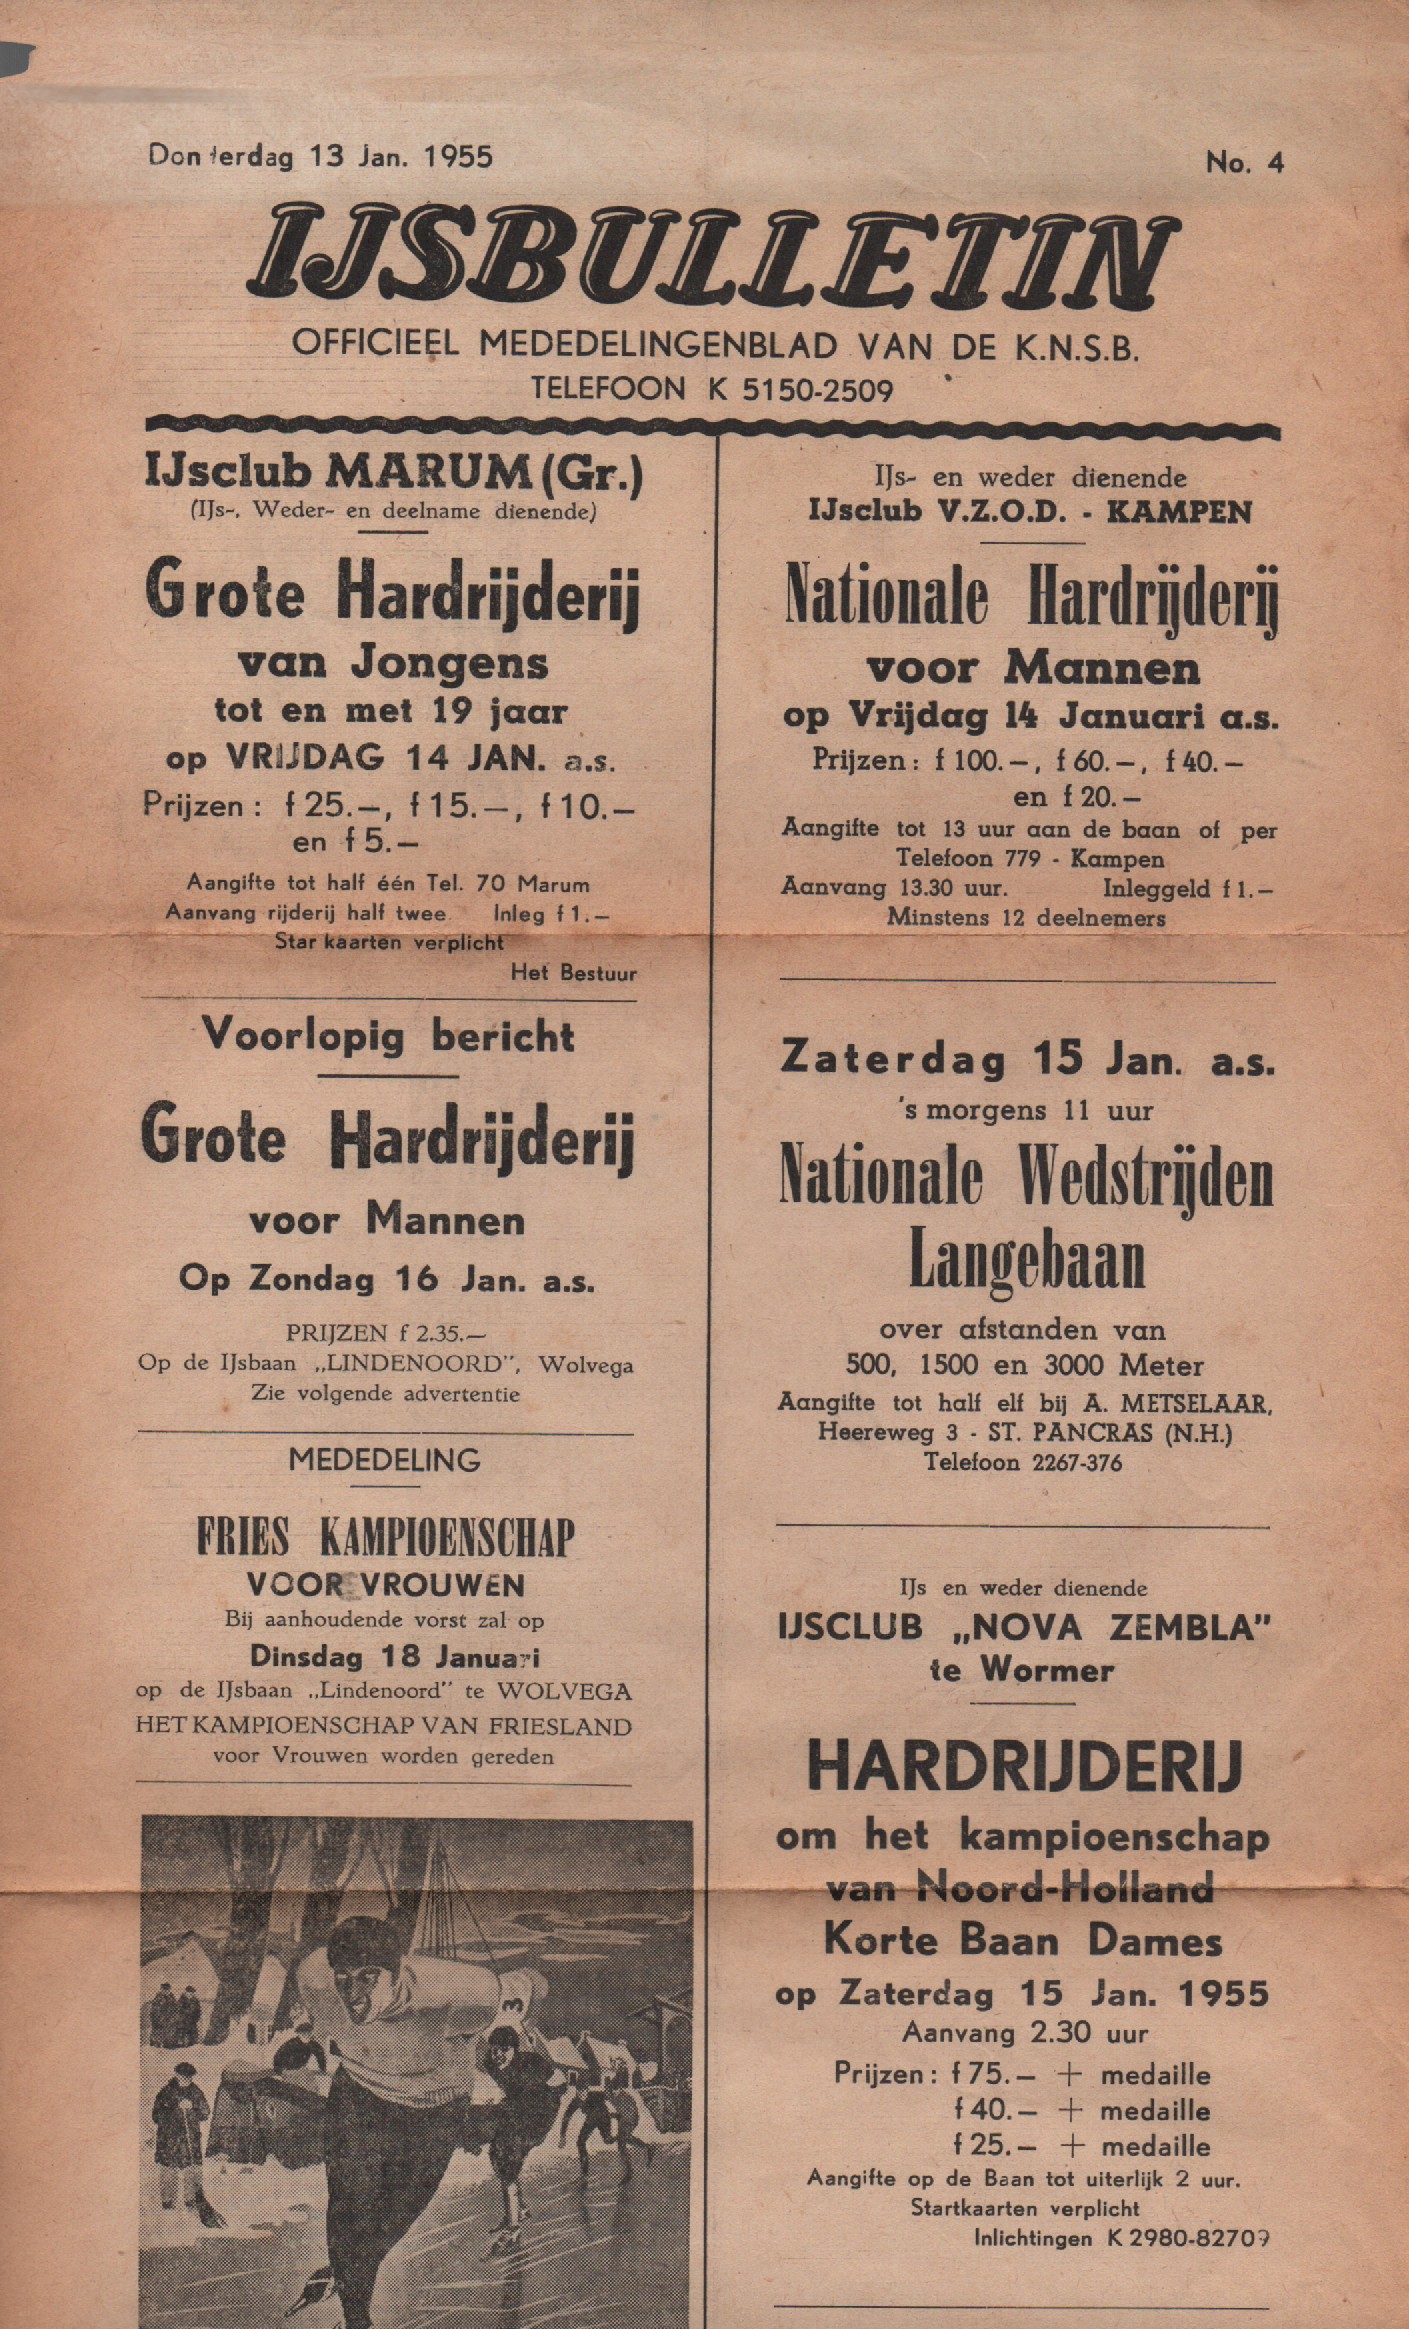 Donderdag 13 Jan. 1955
No. 4
IJSBULLETIN
OFFICIEEL MEDEDELINGENBLAD VAN DE K.N.S.B.
TELEFOON K 5150-2509
IJsclub MARUM (Gr.)
(IJs-, Weder- en deelname dienende)
Grote Hardrijderij
van Jongens
tot en met 19 jaar
op VRIJDAG 14 JAN. a.s.
Prijzen : f 25.—, f 15.—, f 10.—
en f 5.—
Aangifte tot half één Tel. 70 Marum
Aanvang rijderij half twee. Inleg f 1.—
Star kaarten verplicht
Het Bestuur
Voorlopig bericht
Grote Hardrijderij
voor Mannen
Op Zondag 16 Jan. a.s.
PRIJZEN f 2.35.—
Op de IJsbaan „LINDENOORD”, Wolvega
Zie volgende advertentie
MEDEDELING
FRIES KAMPIOENSCHAP
VOOR VROUWEN
Bij aanhoudende vorst zal op
Dinsdag 18 Januari
op de IJsbaan „Lindenoord” te WOLVEGA
HET KAMPIOENSCHAP VAN FRIESLAND
voor Vrouwen worden gereden
3
IJs- en weder dienende
IJsclub V.Z.O.D. - KAMPEN
Nationale Hardrijderij
voor Mannen
op Vrijdag 14 Januari a.s.
Prijzen : f 100.—, f 60.—, f 40.—
en f 20.—
Aangifte tot 13 uur aan de baan of per
Telefoon 779 - Kampen
Aanvang 13.30 uur. Inleggeld f 1.—
Minstens 12 deelnemers
Zaterdag 15 Jan. a.s.
's morgens 11 uur
Nationale Wedstrijden
Langebaan
over afstanden van
500, 1500 en 3000 Meter
Aangifte tot half elf bij A. METSELAAR,
Heereweg 3 - ST. PANCRAS (N.H.)
Telefoon 2267-376
IJs en weder dienende
IJSCLUB „NOVA ZEMBLA”
te Wormer
HARDRIJDERIJ
om het kampioenschap
van Noord-Holland
Korte Baan Dames
op Zaterdag 15 Jan. 1955
Aanvang 2.30 uur
Prijzen : f 75.— + medaille
f 40.— + medaille
f 25.— + medaille
Aangifte op de Baan tot uiterlijk 2 uur.
Startkaarten verplicht
Inlichtingen K 2980-82709